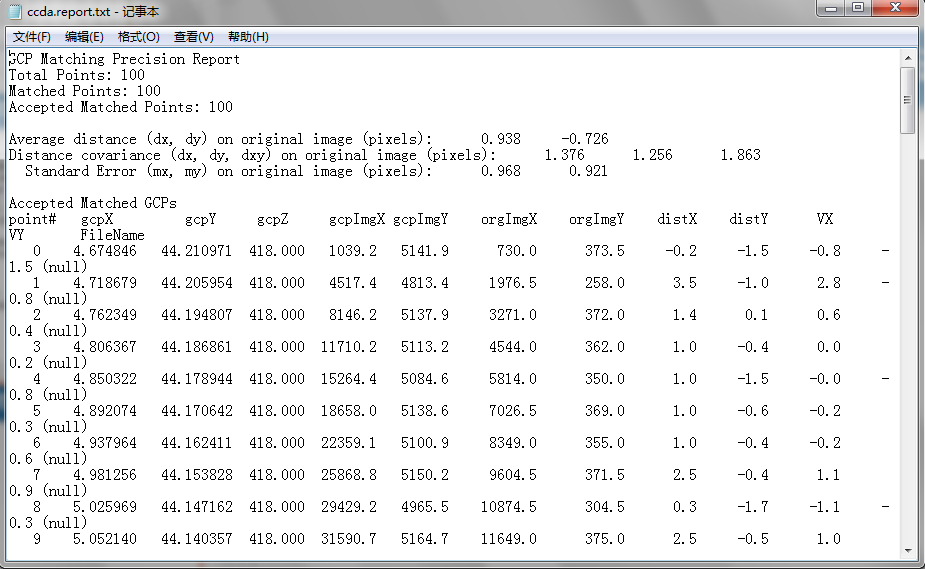 ccda.report.txt - 记事本
文件(F) 编辑(E) 格式(O) 查看(V) 帮助(H)
GCP Matching Precision Report
Total Points: 100
Matched Points: 100
Accepted Matched Points: 100
Average distance (dx, dy) on original image (pixels): 0.938 -0.726
Distance covariance (dx, dy, dxy) on original image (pixels): 1.376 1.256 1.863
Standard Error (mx, my) on original image (pixels): 0.968 0.921
Accepted Matched GCPs
point# gcpX gcpY gcpZ gcpImgX gcpImgY orgImgX orgImgY distX distY VX
VY FileName
0 4.674846 44.210971 418.000 1039.2 5141.9 730.0 373.5 -0.2 -1.5 -0.8 -
1.5 (null)
1 4.718679 44.205954 418.000 4517.4 4813.4 1976.5 258.0 3.5 -1.0 2.8 -
0.8 (null)
2 4.762349 44.194807 418.000 8146.2 5137.9 3271.0 372.0 1.4 0.1 0.6
0.4 (null)
3 4.806367 44.186861 418.000 11710.2 5113.2 4544.0 362.0 1.0 -0.4 0.0
0.2 (null)
4 4.850322 44.178944 418.000 15264.4 5084.6 5814.0 350.0 1.0 -1.5 -0.0 -
0.8 (null)
5 4.892074 44.170642 418.000 18658.0 5138.6 7026.5 369.0 1.0 -0.6 -0.2
0.3 (null)
6 4.937964 44.162411 418.000 22359.1 5100.9 8349.0 355.0 1.0 -0.4 -0.2
0.6 (null)
7 4.981256 44.153828 418.000 25868.8 5150.2 9604.5 371.5 2.5 -0.4 1.1
0.9 (null)
8 5.025969 44.147162 418.000 29429.2 4965.5 10874.5 304.5 0.3 -1.7 -1.1 -
0.3 (null)
9 5.052140 44.140357 418.000 31590.7 5164.7 11649.0 375.0 2.5 -0.5 1.0